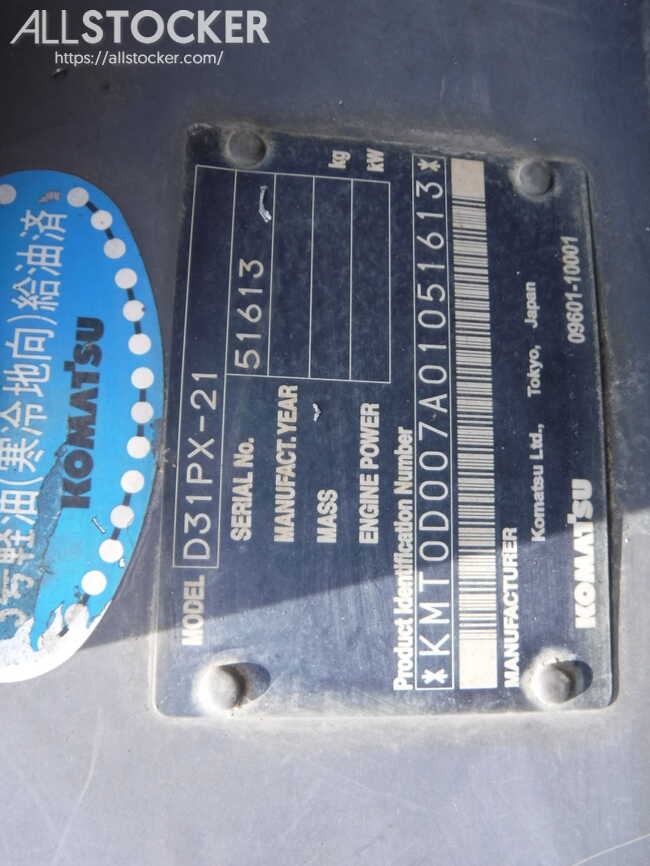 ALLSTOCKER
https://allstocker.com/
号軽油(寒冷地向)給油済
KOMATSU
MODEL D31PX-21
SERIAL No. 51613
MANUFACT. YEAR
MASS kg
ENGINE POWER kW
Product Identification Number
*KMT0D007A01051613*
MANUFACTURER
Komatsu Ltd., Tokyo, Japan
KOMATSU 09601-10001